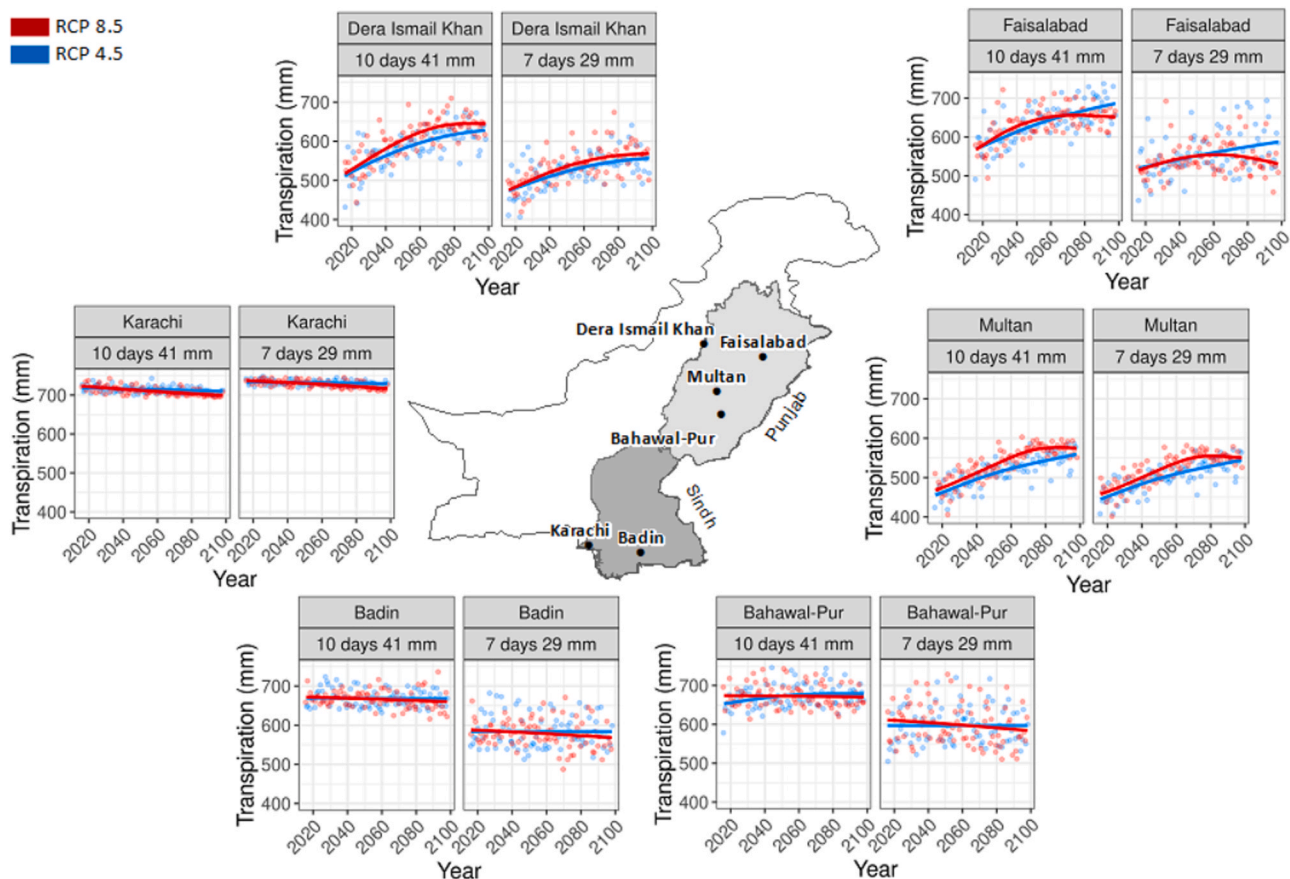 RCP 8.5
RCP 4.5
Dera Ismail Khan Dera Ismail Khan
10 days 41 mm 7 days 29 mm
Transpiration (mm)
700
600
500
400
2020 2040 2060 2080 2100 2020 2040 2060 2080 2100
Year
Faisalabad Faisalabad
10 days 41 mm 7 days 29 mm
Transpiration (mm)
700
600
500
400
2020 2040 2060 2080 2100 2020 2040 2060 2080 2100
Year
Karachi Karachi
10 days 41 mm 7 days 29 mm
Transpiration (mm)
700
600
500
400
2020 2040 2060 2080 2100 2020 2040 2060 2080 2100
Year
Dera Ismail Khan
Faisalabad
Multan
Bahawal-Pur
Punjab
Sindh
Karachi
Badin
Multan Multan
10 days 41 mm 7 days 29 mm
Transpiration (mm)
700
600
500
400
2020 2040 2060 2080 2100 2020 2040 2060 2080 2100
Year
Badin Badin
10 days 41 mm 7 days 29 mm
Transpiration (mm)
700
600
500
400
2020 2040 2060 2080 2100 2020 2040 2060 2080 2100
Year
Bahawal-Pur Bahawal-Pur
10 days 41 mm 7 days 29 mm
Transpiration (mm)
700
600
500
400
2020 2040 2060 2080 2100 2020 2040 2060 2080 2100
Year